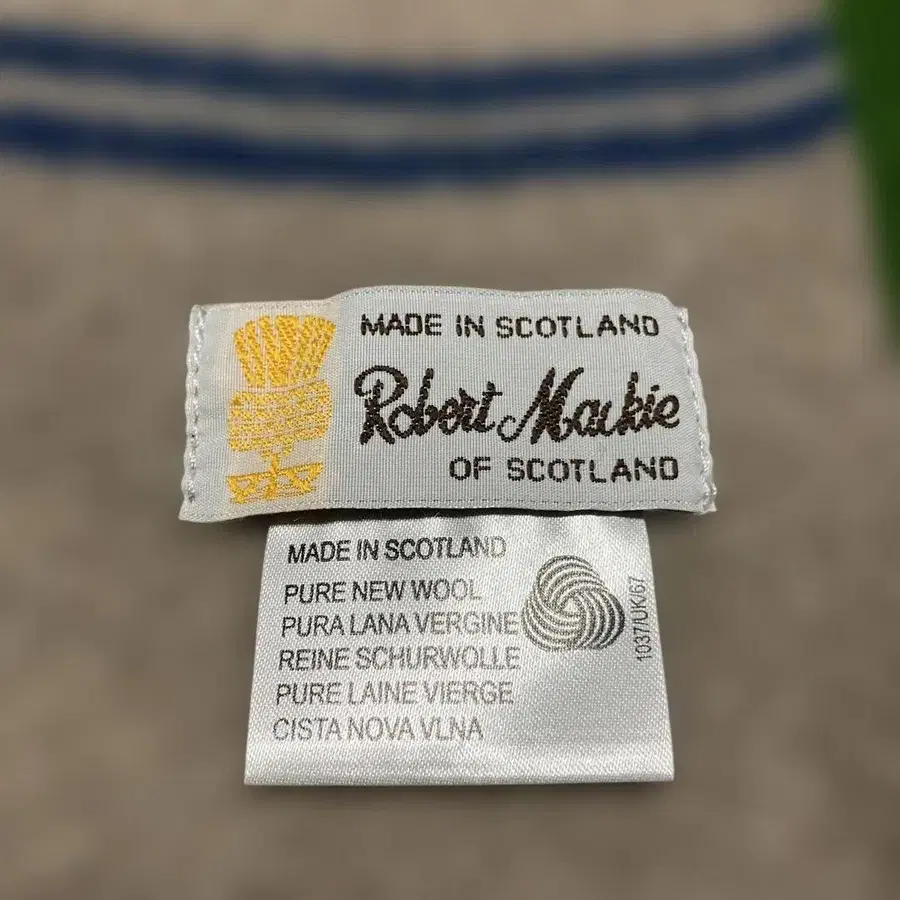 MADE IN SCOTLAND
Robert Mackie
OF SCOTLAND
MADE IN SCOTLAND
PURE NEW WOOL
PURA LANA VERGINE
REINE SCHURWOLLE
PURE LAINE VIERGE
CISTA NOVA VLNA
1037/UK/67